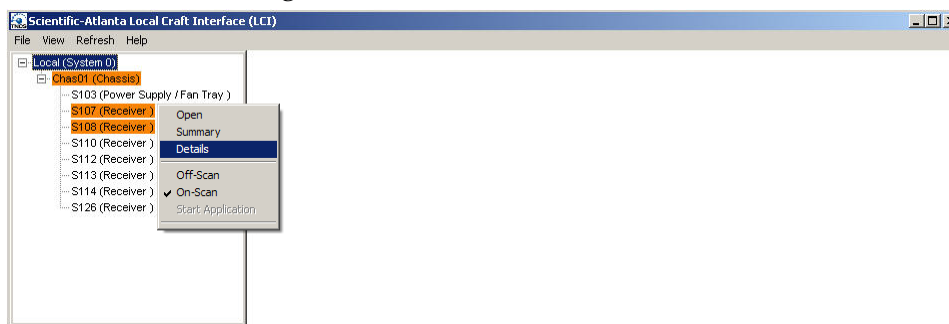 Scientific-Atlanta Local Craft Interface (LCI)
File View Refresh Help
Local (System 0)
Chas01 (Chassis)
S103 (Power Supply / Fan Tray )
S107 (Receiver )
S108 (Receiver )
S110 (Receiver )
S112 (Receiver )
S113 (Receiver )
S114 (Receiver )
S126 (Receiver )
Open
Summary
Details
Off-Scan
On-Scan
Start Application